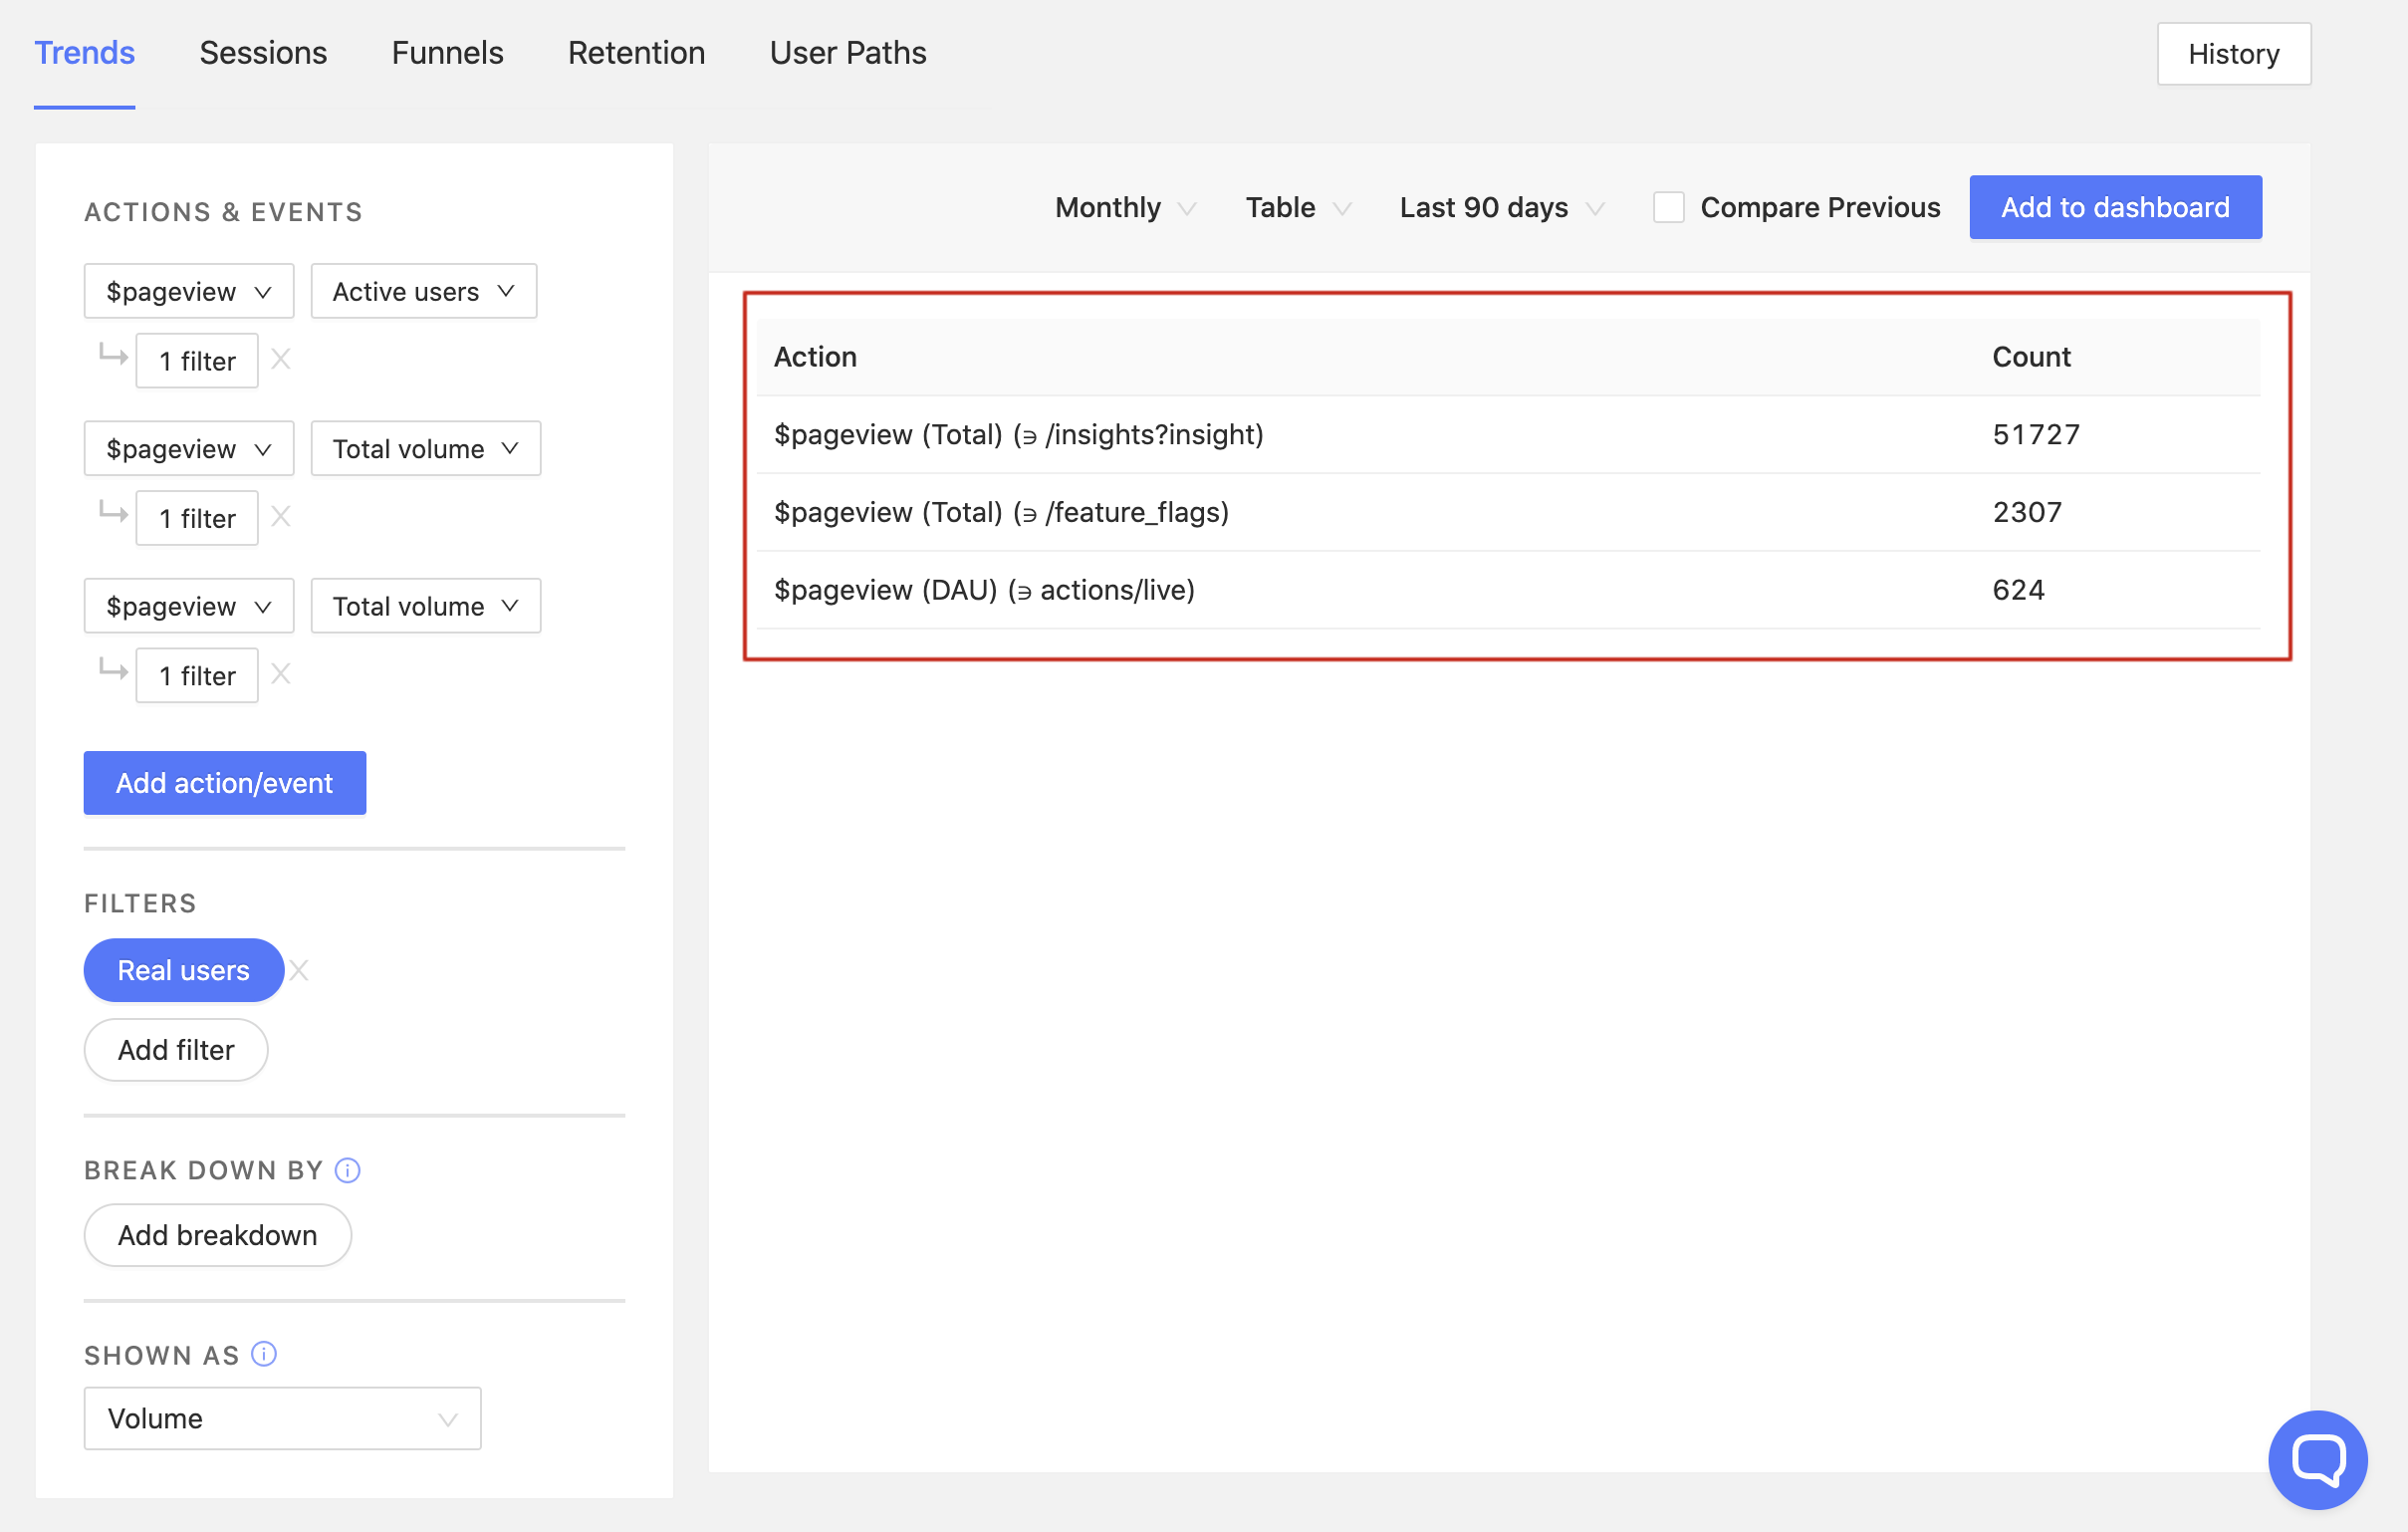 Trends Sessions Funnels Retention User Paths History
ACTIONS & EVENTS
$pageview Active users
1 filter
$pageview Total volume
1 filter
$pageview Total volume
1 filter
Add action/event
FILTERS
Real users
Add filter
BREAK DOWN BY
Add breakdown
SHOWN AS
Volume
Monthly Table Last 90 days Compare Previous Add to dashboard
Action Count
$pageview (Total) (∋ /insights?insight) 51727
$pageview (Total) (∋ /feature_flags) 2307
$pageview (DAU) (∋ actions/live) 624